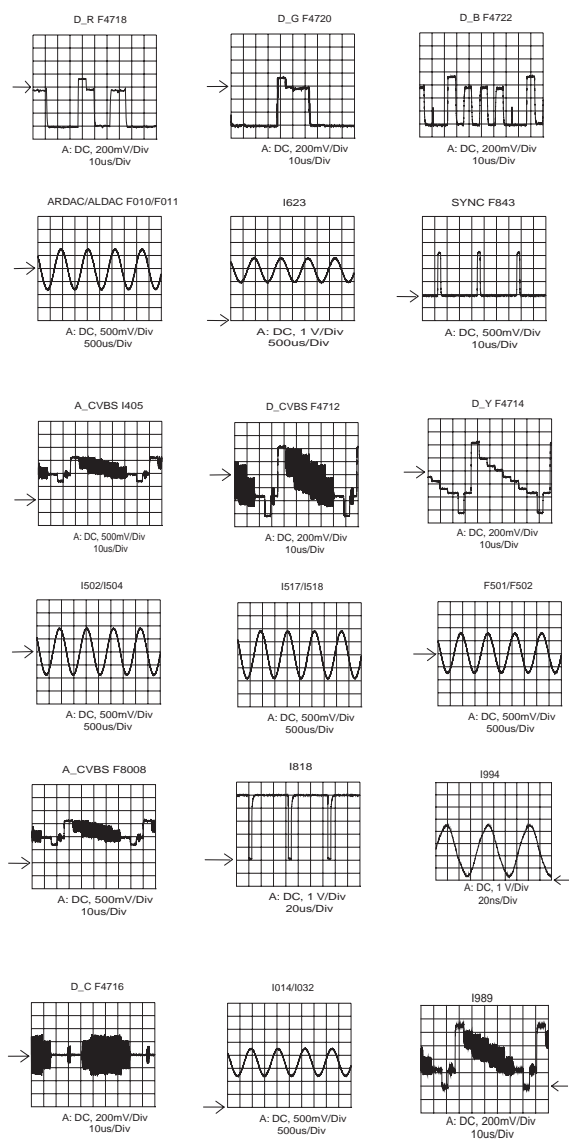 D_R F4718
D_G F4720
D_B F4722
A: DC, 200mV/Div
10us/Div
A: DC, 200mV/Div
10us/Div
A: DC, 200mV/Div
10us/Div
ARDAC/ALDAC F010/F011
I623
SYNC F843
A: DC, 500mV/Div
500us/Div
A: DC, 1 V/Div
500us/Div
A: DC, 500mV/Div
10us/Div
A_CVBS I405
D_CVBS F4712
D_Y F4714
A: DC, 500mV/Div
10us/Div
A: DC, 200mV/Div
10us/Div
A: DC, 200mV/Div
10us/Div
I502/I504
I517/I518
F501/F502
A: DC, 500mV/Div
500us/Div
A: DC, 500mV/Div
500us/Div
A: DC, 500mV/Div
500us/Div
A_CVBS F8008
I818
I994
A: DC, 500mV/Div
10us/Div
A: DC, 1 V/Div
20us/Div
A: DC, 1 V/Div
20ns/Div
D_C F4716
I014/I032
I989
A: DC, 200mV/Div
10us/Div
A: DC, 500mV/Div
500us/Div
A: DC, 200mV/Div
10us/Div